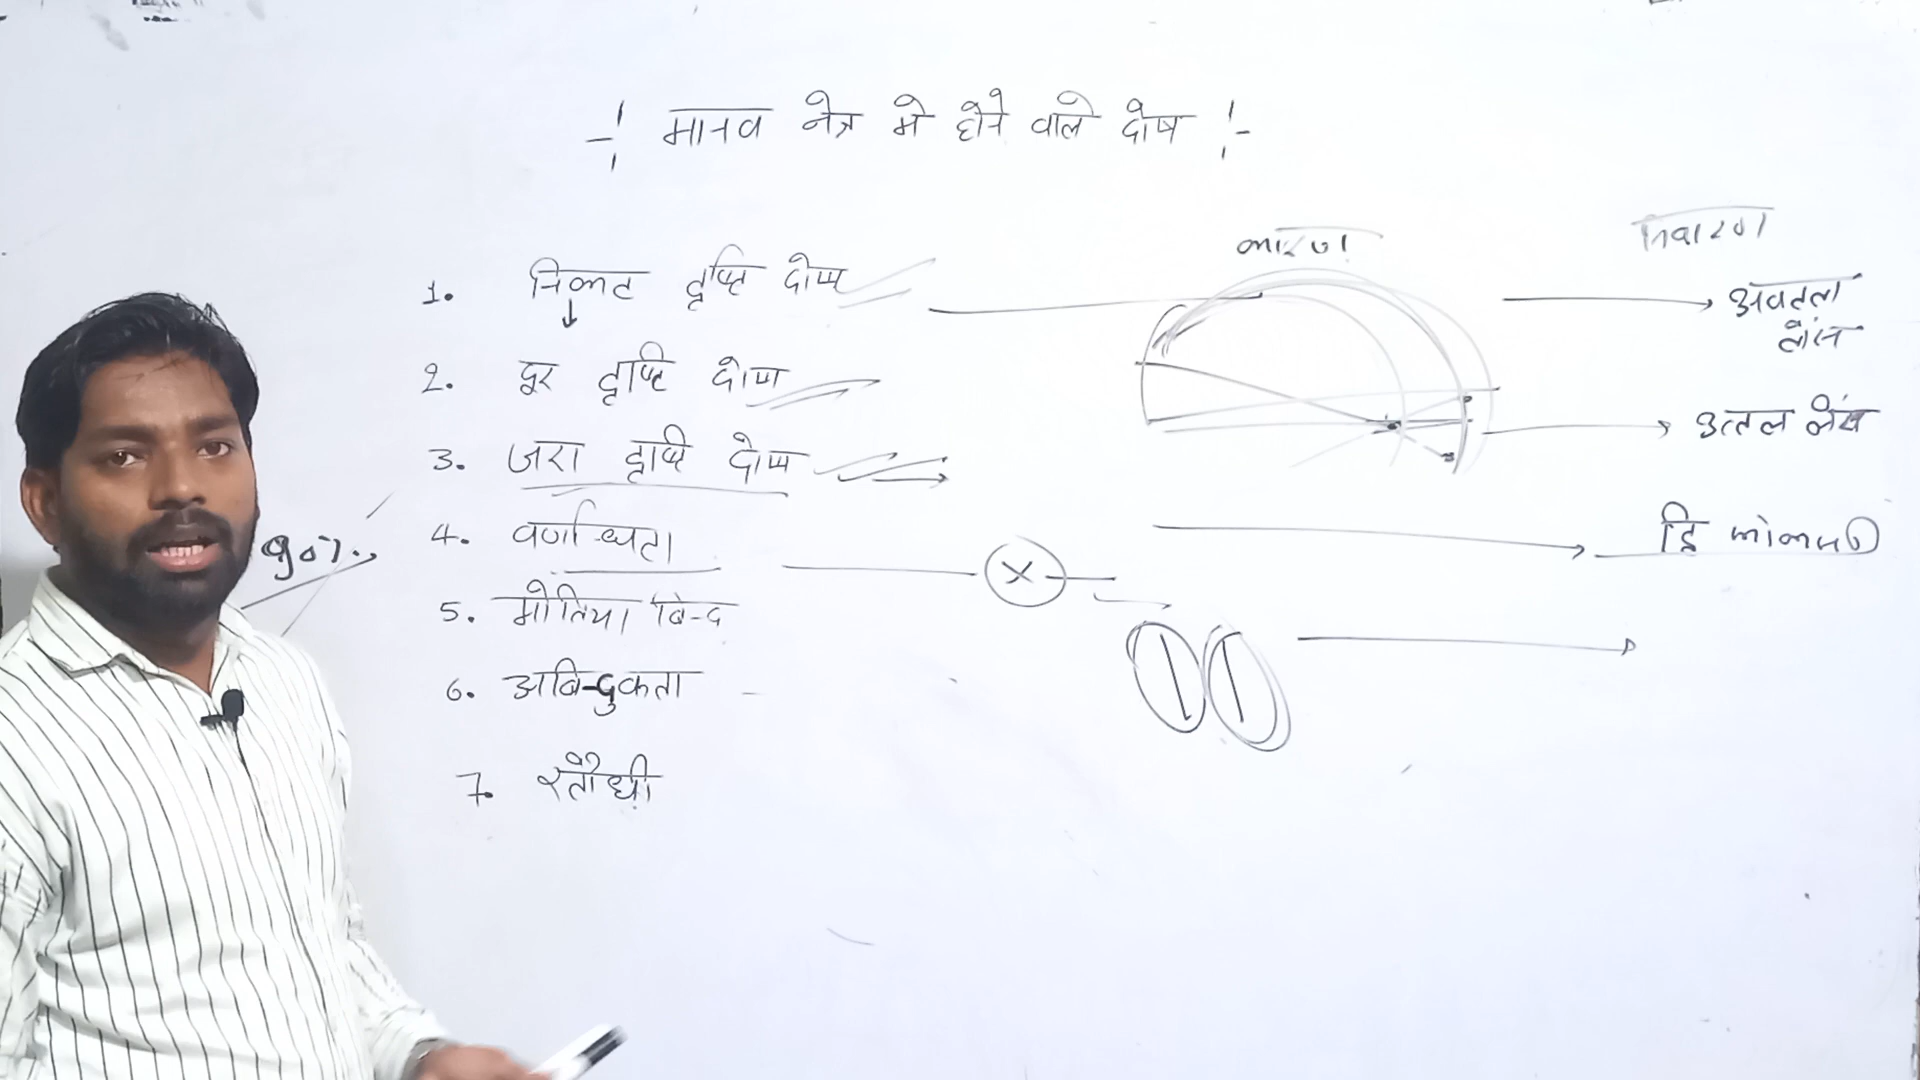 -:  मानव नेत्र मे होने वाले दोष :-
कारण
निवारण
1. निकट दृष्टि दोष
अवतल लेंस
2. दूर दृष्टि दोष
उत्तल लेंस
3. जरा दृष्टि दोष
द्वि
4. वर्णान्धता
90%
5. मोतिया बिन्द
6. अबिन्दुकता
7. रतौंधी